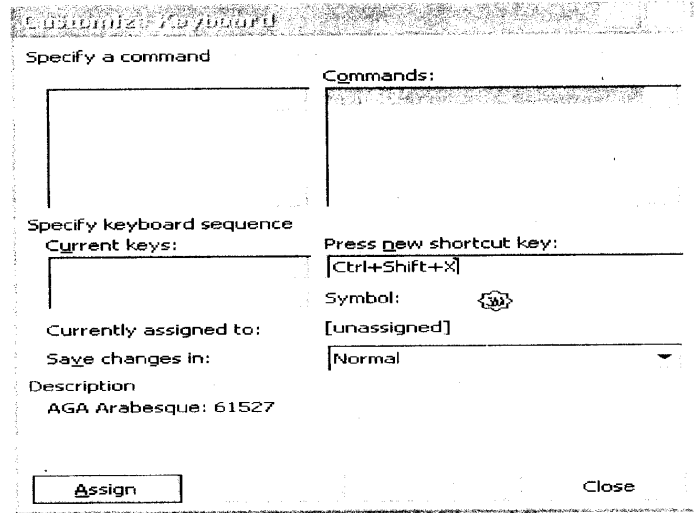 Customize Keyboard
Specify a command
Commands:
Specify keyboard sequence
Current keys:
Press new shortcut key:
Ctrl+Shift+X
Symbol:
Currently assigned to:
[unassigned]
Save changes in:
Normal
Description
AGA Arabesque: 61527
Assign
Close